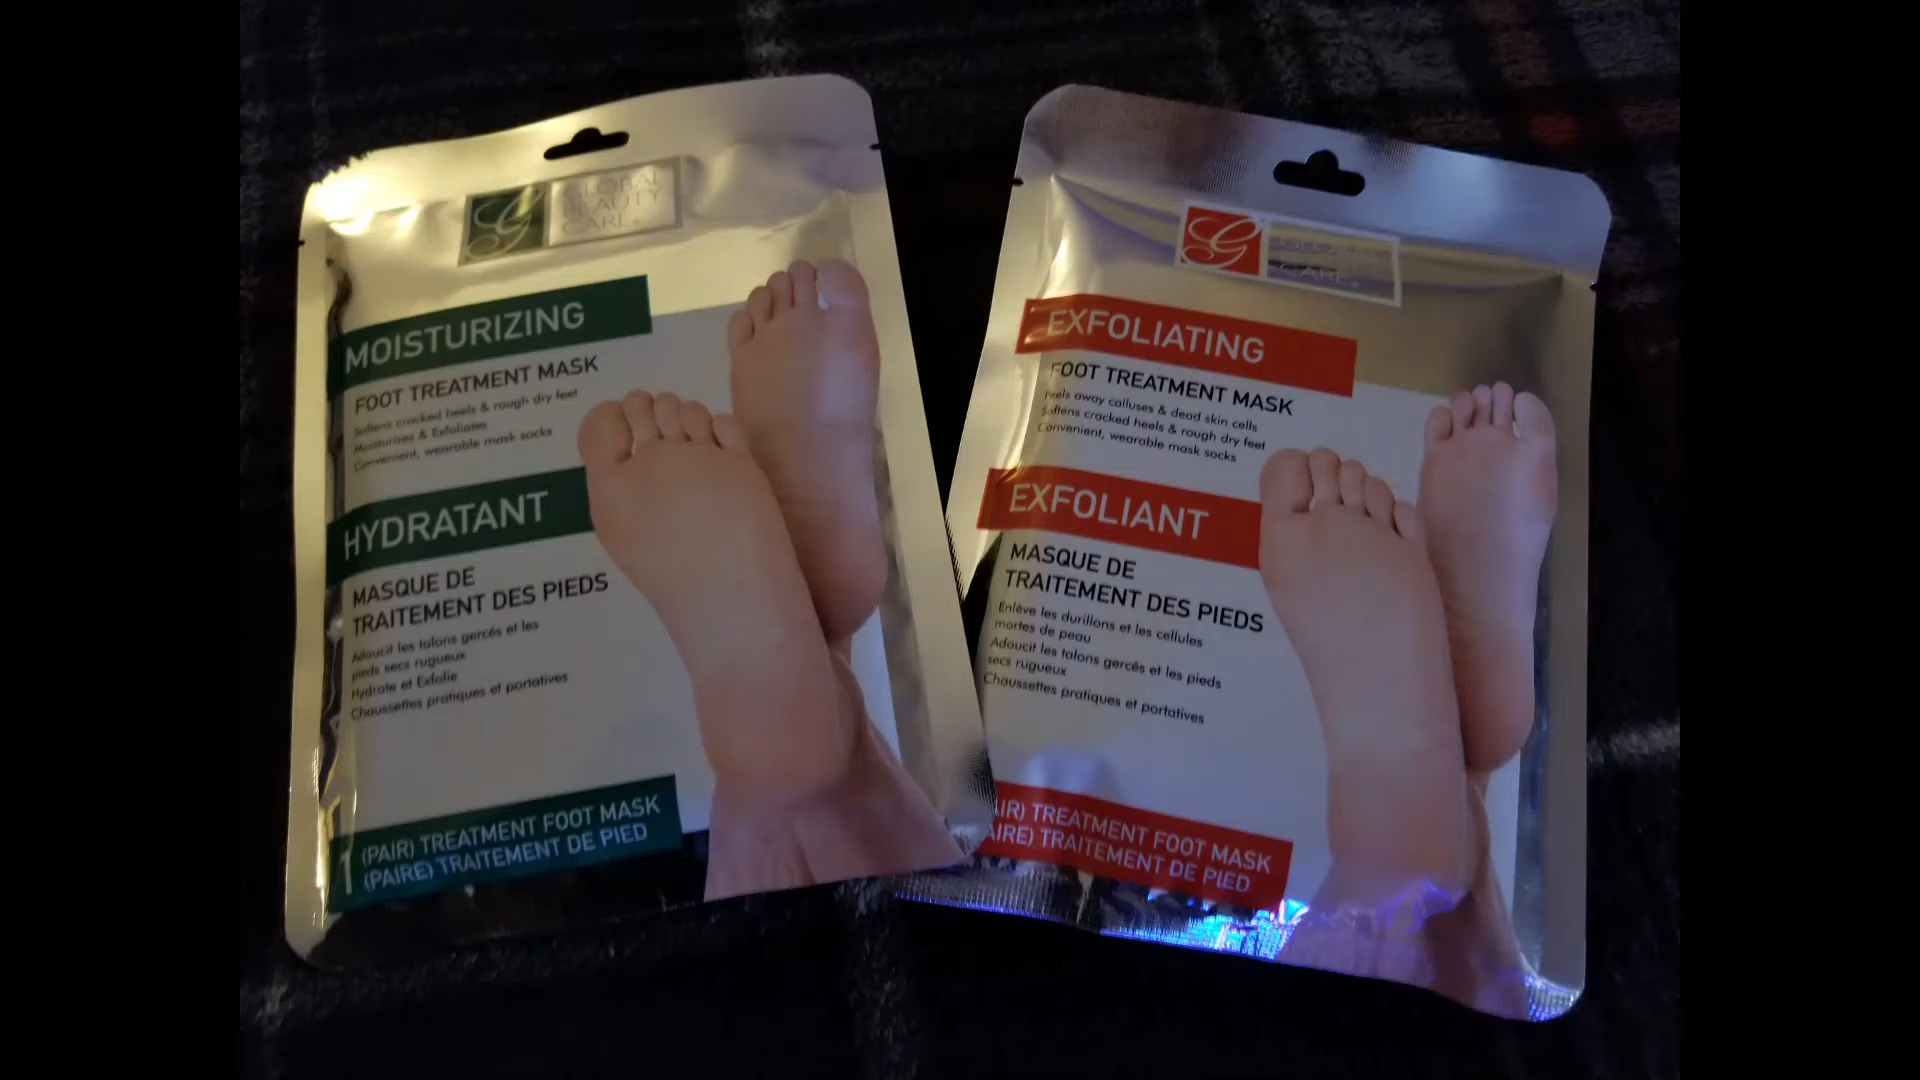 G GLOBAL
BEAUTY
CARE®
MOISTURIZING
FOOT TREATMENT MASK
Softens cracked heels & rough dry feet
Moisturizes & Exfoliates
Convenient, wearable mask socks
HYDRATANT
MASQUE DE
TRAITEMENT DES PIEDS
Adoucit les talons gercés et les
pieds secs rugueux
Hydrate et Exfolie
Chaussettes pratiques et portatives
1 (PAIR) TREATMENT FOOT MASK
(PAIRE) TRAITEMENT DE PIED
G GLOBAL
CARE®
EXFOLIATING
FOOT TREATMENT MASK
Peels away calluses & dead skin cells
Softens cracked heels & rough dry feet
Convenient, wearable mask socks
EXFOLIANT
MASQUE DE
TRAITEMENT DES PIEDS
Enlève les durillons et les cellules
mortes de peau
Adoucit les talons gercés et les pieds
secs rugueux
Chaussettes pratiques et portatives
AIR) TREATMENT FOOT MASK
AIRE) TRAITEMENT DE PIED